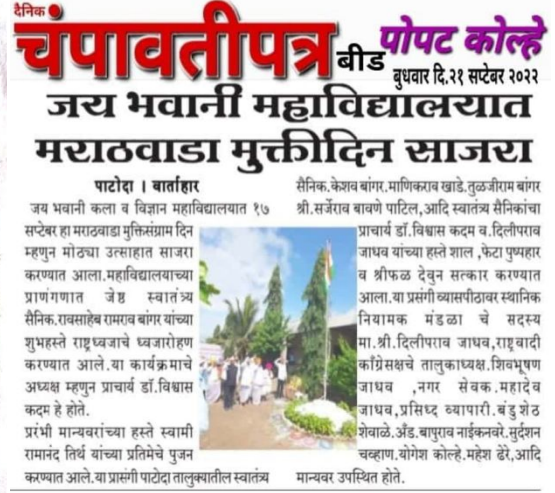 दैनिक
चंपावतीपत्र
बीड
पोपट कोल्हे
बुधवार दि.२१ सप्टेबर २०२२
जय भवानी महाविद्यालयात
मराठवाडा मुक्तीदिन साजरा
पाटोदा । बार्ताहार
जय भवानी कला व विज्ञान महाविद्यालयात १७
सप्टेबर हा मराठवाडा मुक्तिसंग्राम दिन
म्हणुन मोठ्या उत्साहात साजरा
करण्यात आला.महाविद्यालयाच्या
प्राणंगणात जेष्ठ स्वातंत्र्य
सैनिक.रावसाहेब रामराव बांगर यांच्या
शुभहस्ते राष्ट्रध्वजाचे ध्वजारोहण
करण्यात आले.या कार्यक्रमाचे
अध्यक्ष म्हणुन प्राचार्य डॉ.विश्वास
कदम हे होते.
प्ररंभी मान्यवरांच्या हस्ते स्वामी
रामानंद तिर्थ यांच्या प्रतिमेचे पुजन
करण्यात आले.या प्रासंगी पाटोदा तालुक्यातील स्वातंत्र्य
सैनिक.केशव बांगर.माणिकराव खाडे.तुळजीराम बांगर
श्री.सर्जेराव बावणे पाटिल,आदि स्वातंत्र्य सैनिकांचा
प्राचार्य डॉ.विश्वास कदम व.दिलीपराव
जाधव यांच्या हस्ते शाल ,फेटा पुष्पहार
व श्रीफळ देवुन सत्कार करण्यात
आला.या प्रसंगी व्यासपीठावर स्थानिक
नियामक मंडळा चे सदस्य
मा.श्री.दिलीपराव जाधव,राष्ट्रवादी
काँग्रेसक्षचे तालुकाध्यक्ष.शिवभूषण
जाधव ,नगर सेवक.महादेव
जाधव,प्रसिध्द व्यापारी.बंडुशेठ
शेवाळे.अँड.बापुराव नाईकनवरे.सुर्दशन
चव्हाण.योगेश कोल्हे.महेश ढेरे,आदि
मान्यवर उपस्थित होते.